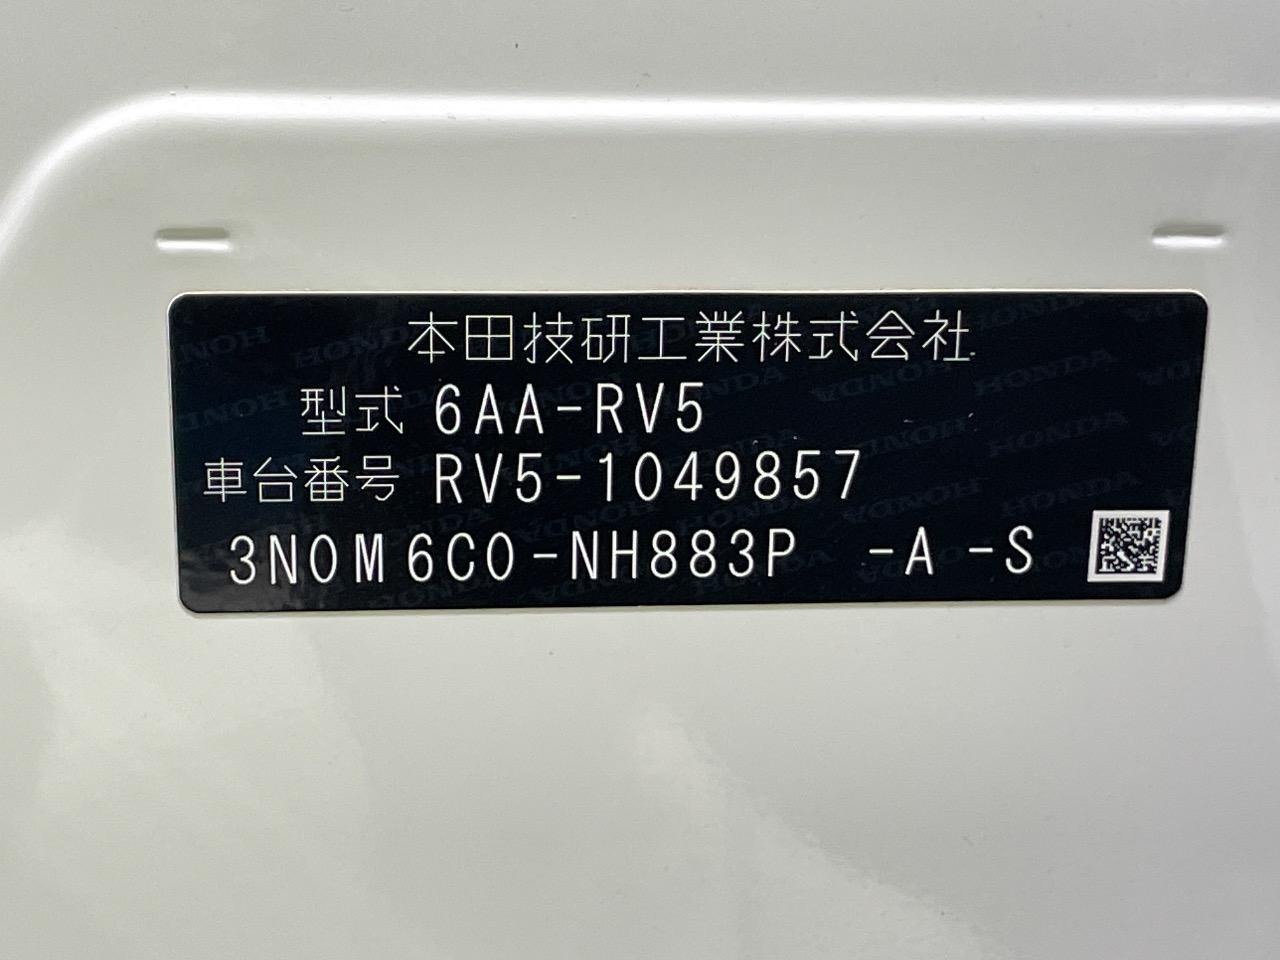 本田技研工業株式会社
型式 6AA-RV5
車台番号 RV5-1049857
3N0M6C0-NH883P -A -S